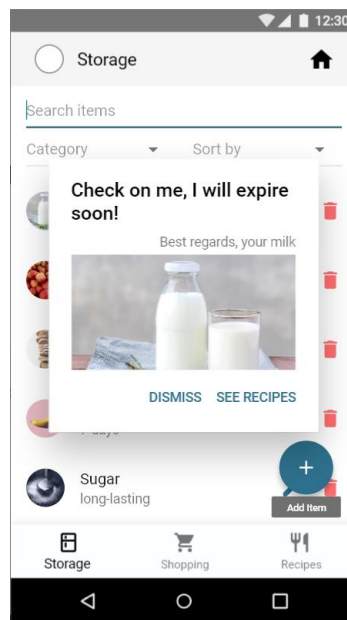 12:30
Storage
Search items
Category Sort by
Check on me, I will expire
soon!
Best regards, your milk
DISMISS SEE RECIPES
Sugar
long-lasting
Add Item
Storage Shopping Recipes